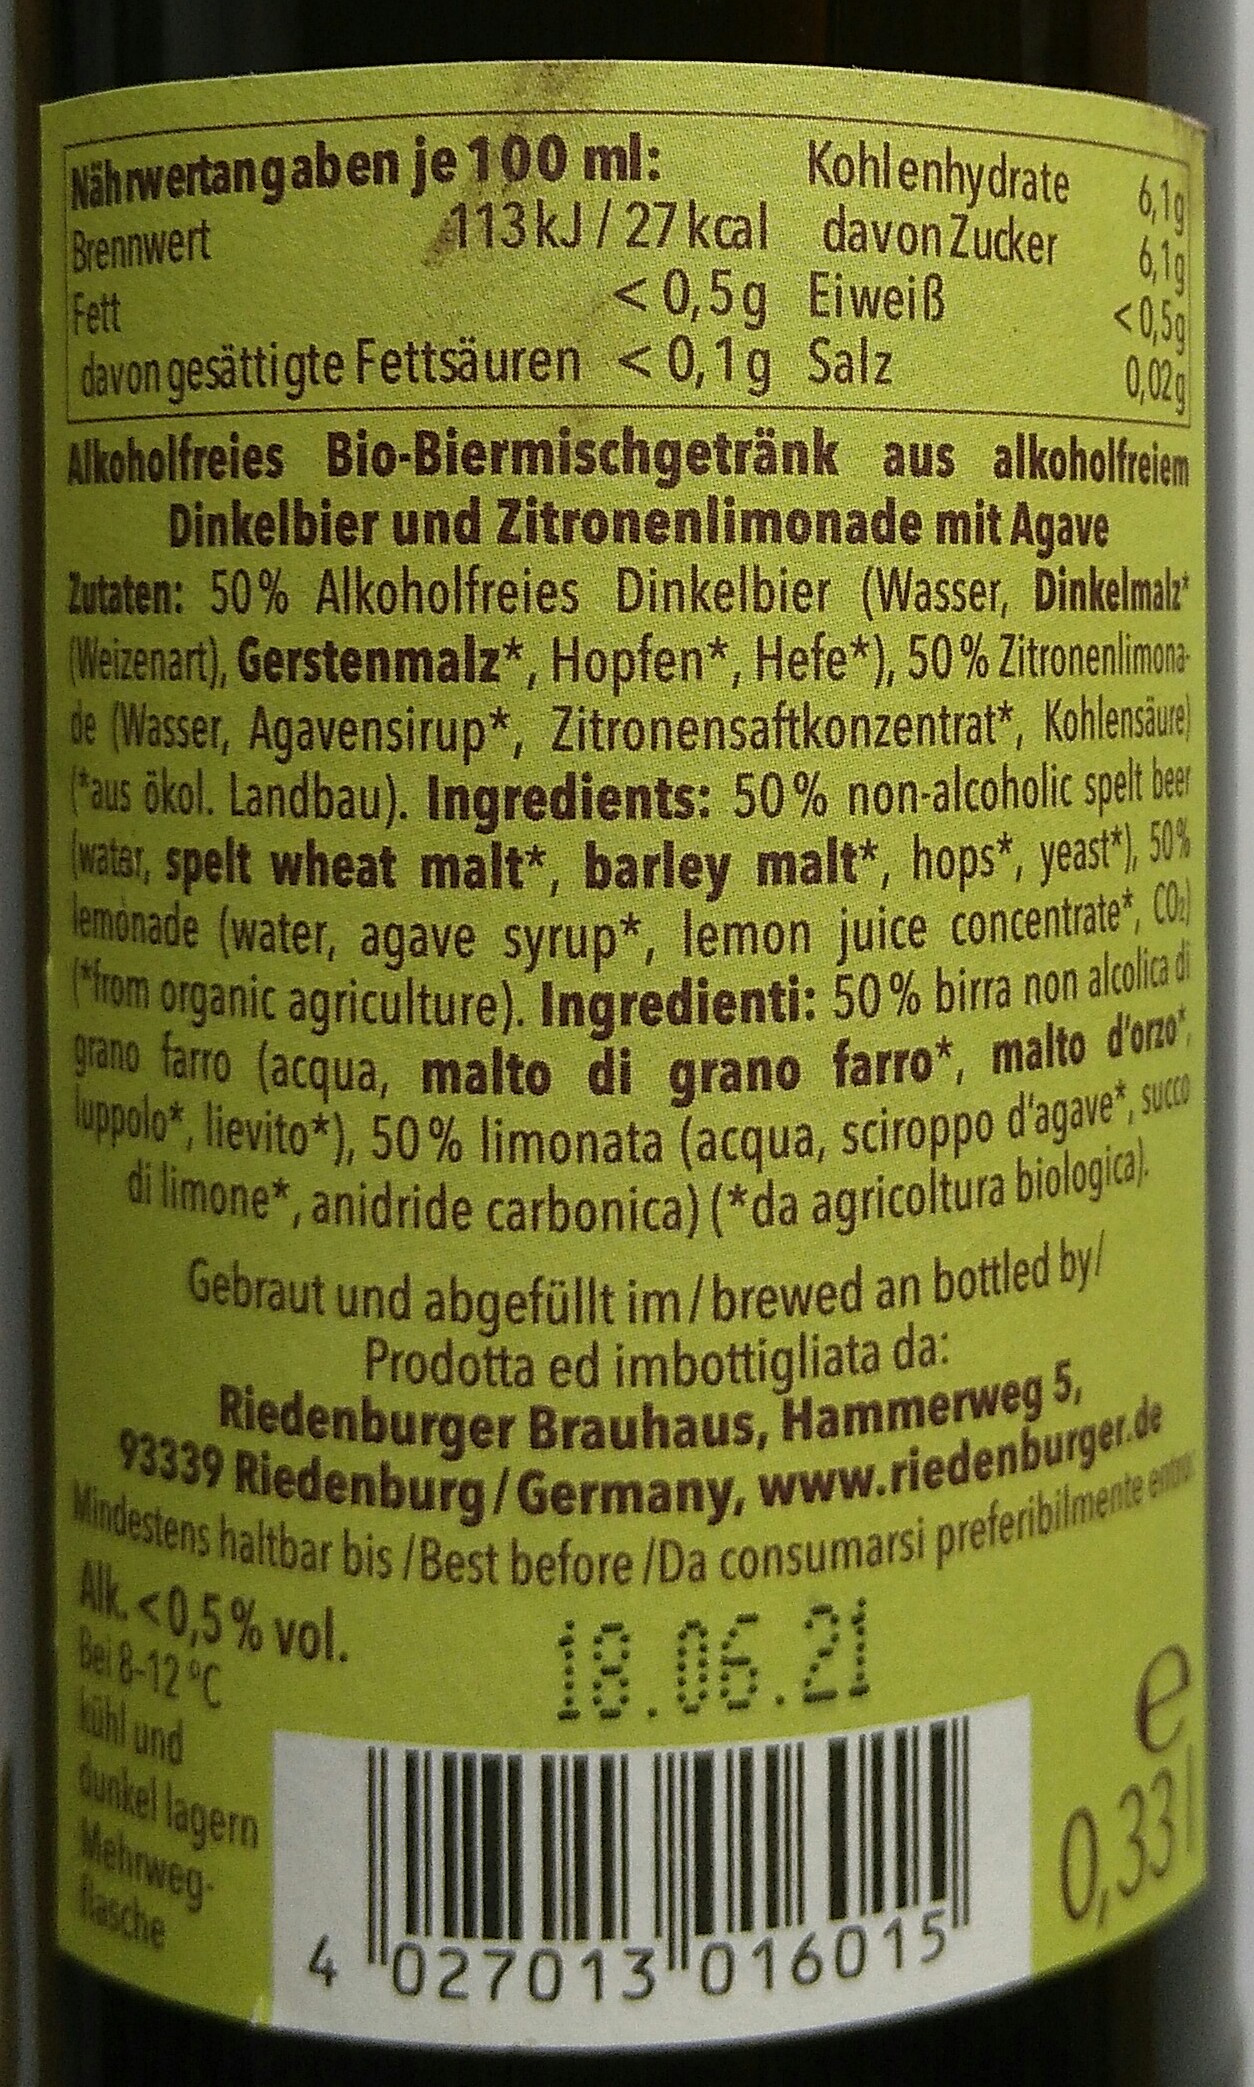 Nährwertangaben je 100 ml:
Brennwert 113 kJ / 27 kcal
Fett < 0,5 g
davon gesättigte Fettsäuren < 0,1 g
Kohlenhydrate 6,1g
davon Zucker 6,1g
Eiweiß < 0,5g
Salz 0,02g
Alkoholfreies Bio-Biermischgetränk aus alkoholfreiem
Dinkelbier und Zitronenlimonade mit Agave
Zutaten: 50 % Alkoholfreies Dinkelbier (Wasser, Dinkelmalz*
(Weizenart), Gerstenmalz*, Hopfen*, Hefe*), 50 % Zitronenlimona-
de (Wasser, Agavensirup*, Zitronensaftkonzentrat*, Kohlensäure)
(*aus ökol. Landbau). Ingredients: 50 % non-alcoholic spelt beer
(water, spelt wheat malt*, barley malt*, hops*, yeast*), 50%
lemonade (water, agave syrup*, lemon juice concentrate*, CO₂)
(*from organic agriculture). Ingredienti: 50 % birra non alcolica di
grano farro (acqua, malto di grano farro*, malto d'orzo*,
luppolo*, lievito*), 50 % limonata (acqua, sciroppo d'agave*, succo
di limone*, anidride carbonica) (*da agricoltura biologica).
Gebraut und abgefüllt im / brewed an bottled by/
Prodotta ed imbottigliata da:
Riedenburger Brauhaus, Hammerweg 5,
93339 Riedenburg / Germany, www.riedenburger.de
Mindestens haltbar bis / Best before / Da consumarsi preferibilmente entro:
Alk. < 0,5 % vol.
18.06.21
Bei 8-12 °C
kühl und
dunkel lagern
Mehrweg-
flasche
e
0,33 l
4 027013 016015